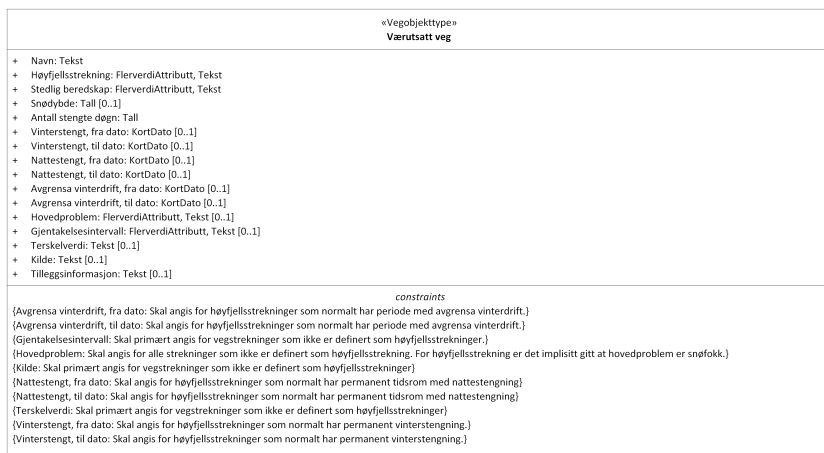 «Vegobjekttype»
Værutsatt veg
+ Navn: Tekst
+ Høyfjellsstrekning: FlerverdiAttributt, Tekst
+ Stedlig beredskap: FlerverdiAttributt, Tekst
+ Snødybde: Tall [0..1]
+ Antall stengte døgn: Tall
+ Vinterstengt, fra dato: KortDato [0..1]
+ Vinterstengt, til dato: KortDato [0..1]
+ Nattestengt, fra dato: KortDato [0..1]
+ Nattestengt, til dato: KortDato [0..1]
+ Avgrensa vinterdrift, fra dato: KortDato [0..1]
+ Avgrensa vinterdrift, til dato: KortDato [0..1]
+ Hovedproblem: FlerverdiAttributt, Tekst [0..1]
+ Gjentakelsesintervall: FlerverdiAttributt, Tekst [0..1]
+ Terskelverdi: Tekst [0..1]
+ Kilde: Tekst [0..1]
+ Tilleggsinformasjon: Tekst [0..1]
constraints
{Avgrensa vinterdrift, fra dato: Skal angis for høyfjellsstrekninger som normalt har periode med avgrensa vinterdrift.}
{Avgrensa vinterdrift, til dato: Skal angis for høyfjellsstrekninger som normalt har periode med avgrensa vinterdrift.}
{Gjentakelsesintervall: Skal primært angis for vegstrekninger som ikke er definert som høyfjellsstrekninger.}
{Hovedproblem: Skal angis for alle strekninger som ikke er definert som høyfjellsstrekning. For høyfjellsstrekning er det implisitt gitt at hovedproblem er snøfokk.}
{Kilde: Skal primært angis for vegstrekninger som ikke er definert som høyfjellsstrekninger}
{Nattestengt, fra dato: Skal angis for høyfjellsstrekninger som normalt har permanent tidsrom med nattestengning}
{Nattestengt, til dato: Skal angis for høyfjellsstrekninger som normalt har permanent tidsrom med nattestengning}
{Terskelverdi: Skal primært angis for vegstrekninger som ikke er definert som høyfjellsstrekninger}
{Vinterstengt, fra dato: Skal angis for høyfjellsstrekninger som normalt har permanent vinterstengning.}
{Vinterstengt, til dato: Skal angis for høyfjellsstrekninger som normalt har permanent vinterstengning.}